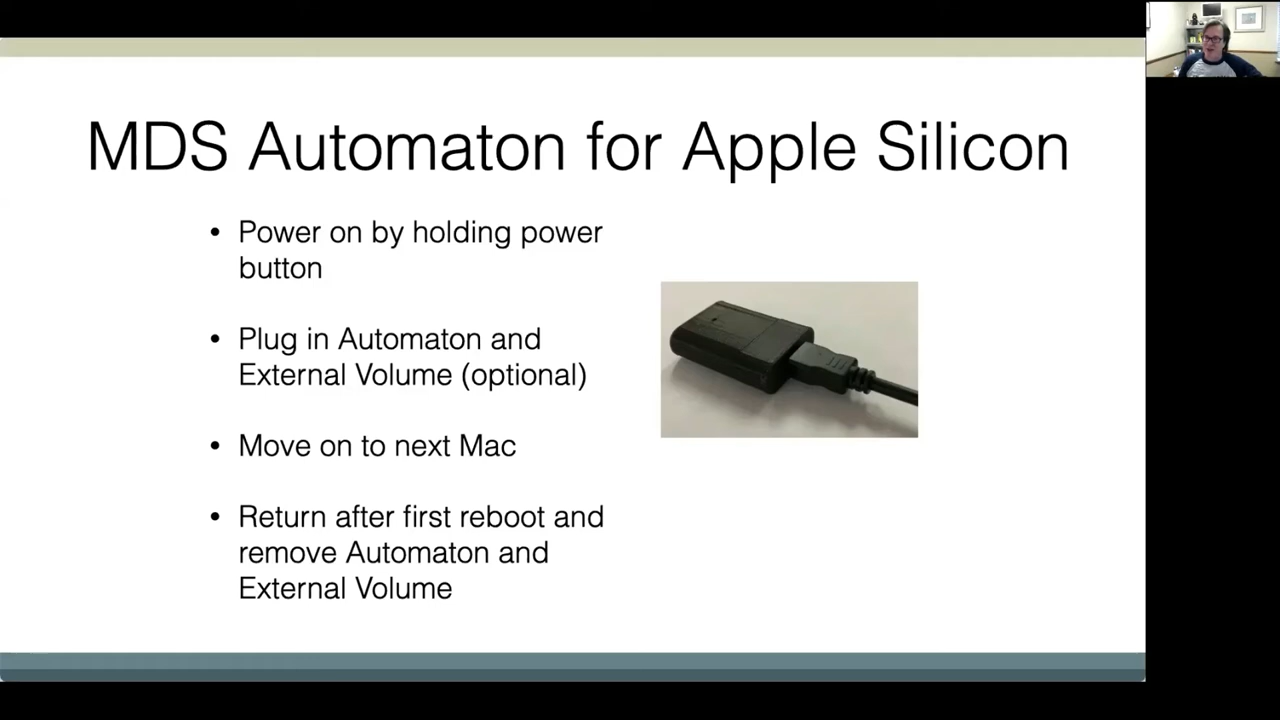 MDS Automaton for Apple Silicon
• Power on by holding power
button
• Plug in Automaton and
External Volume (optional)
• Move on to next Mac
• Return after first reboot and
remove Automaton and
External Volume